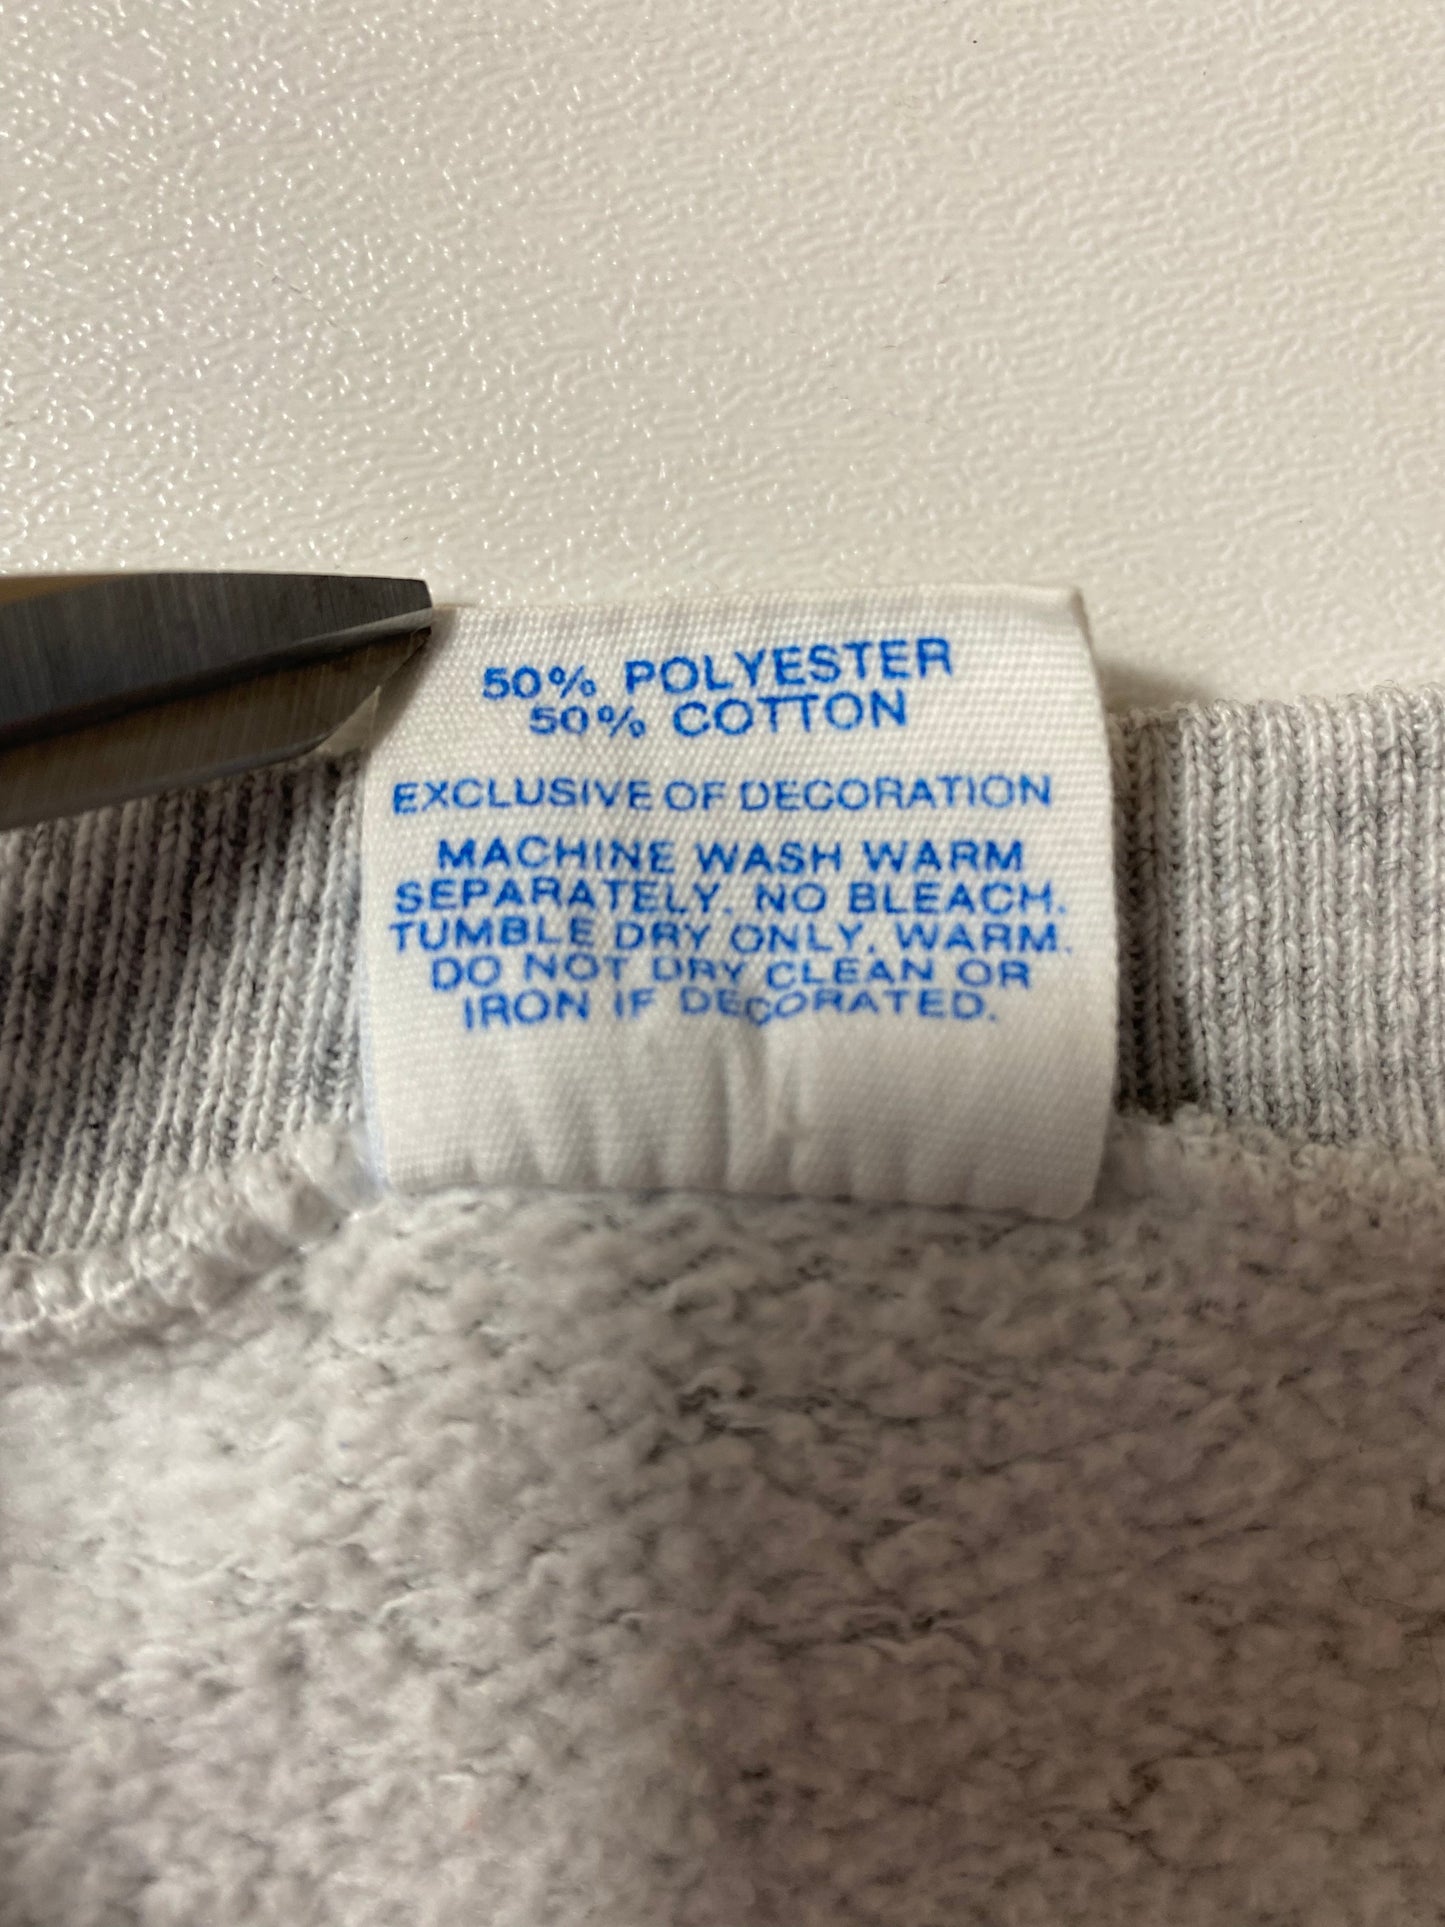 50% POLYESTER
50% COTTON
EXCLUSIVE OF DECORATION
MACHINE WASH WARM
SEPARATELY. NO BLEACH.
TUMBLE DRY ONLY. WARM.
DO NOT DRY CLEAN OR
IRON IF DECORATED.